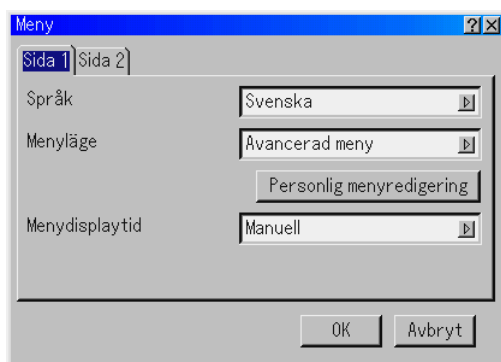 Meny
Sida 1 Sida 2
Språk Svenska
Menyläge Avancerad meny
Personlig menyredigering
Menydisplaytid Manuell
OK Avbryt